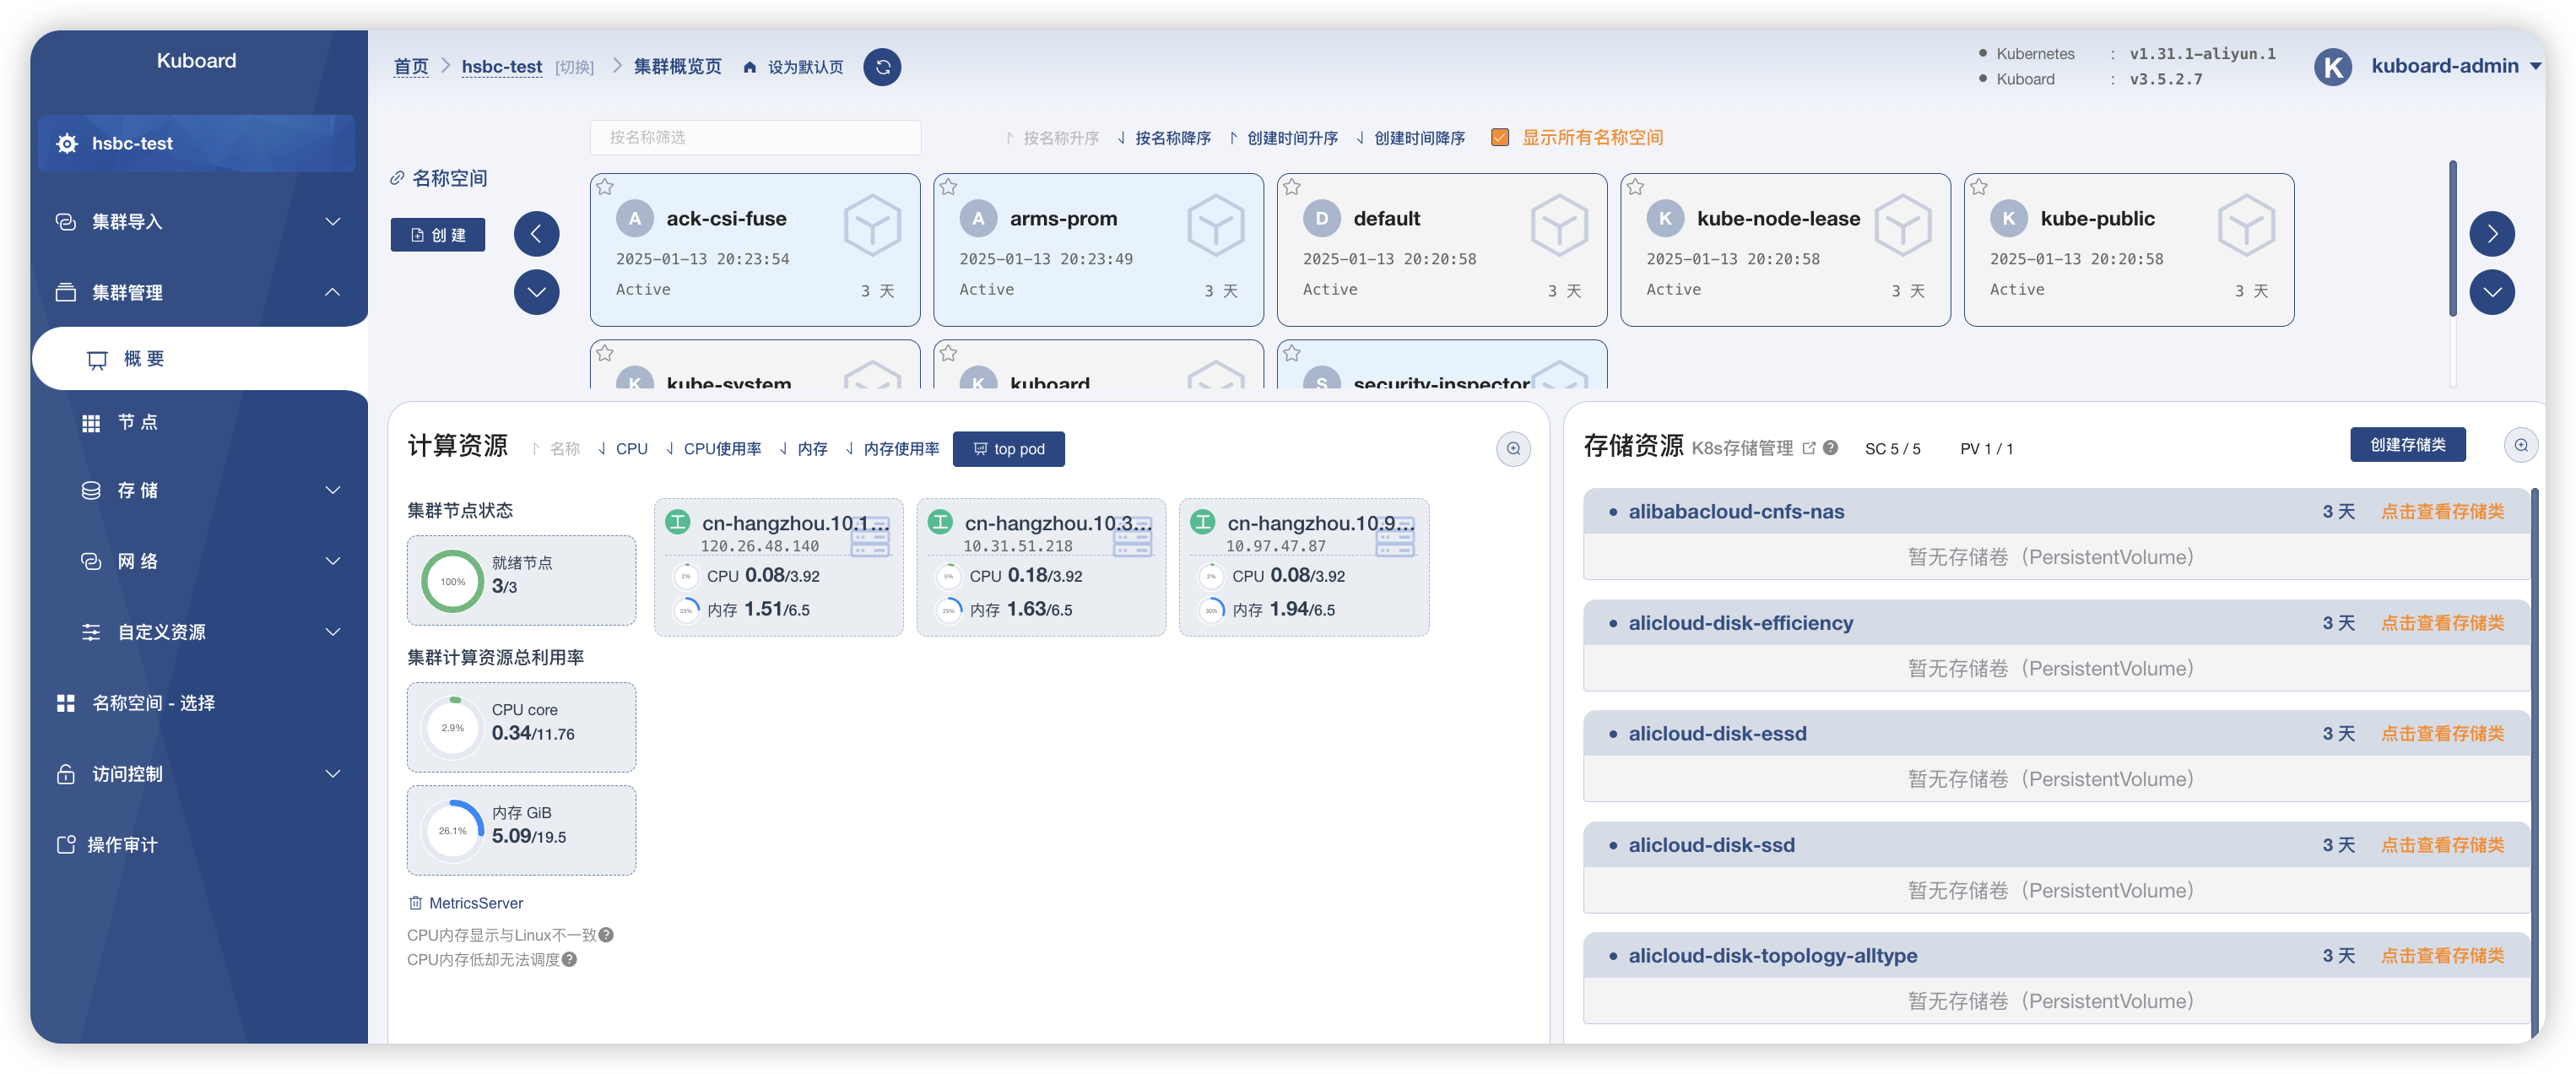 Kuboard
hsbc-test
集群导入
集群管理
概 要
节 点
存 储
网 络
自定义资源
名称空间 - 选择
访问控制
操作审计
首页 > hsbc-test [切换] > 集群概览页 设为默认页
Kubernetes : v1.31.1-aliyun.1
Kuboard : v3.5.2.7
K kuboard-admin
按名称筛选
按名称升序 按名称降序 创建时间升序 创建时间降序 显示所有名称空间
名称空间
创 建
A ack-csi-fuse
2025-01-13 20:23:54
Active 3 天
A arms-prom
2025-01-13 20:23:49
Active 3 天
D default
2025-01-13 20:20:58
Active 3 天
K kube-node-lease
2025-01-13 20:20:58
Active 3 天
K kube-public
2025-01-13 20:20:58
Active 3 天
K kube-system
K kuboard
S security-inspector
计算资源 名称 CPU CPU使用率 内存 内存使用率 top pod
集群节点状态
100%
就绪节点
3/3
集群计算资源总利用率
2.9%
CPU core
0.34/11.76
26.1%
内存 GiB
5.09/19.5
MetricsServer
CPU内存显示与Linux不一致
CPU内存低却无法调度
工 cn-hangzhou.10.1...
120.26.48.140
2% CPU 0.08/3.92
23% 内存 1.51/6.5
工 cn-hangzhou.10.3...
10.31.51.218
5% CPU 0.18/3.92
25% 内存 1.63/6.5
工 cn-hangzhou.10.9...
10.97.47.87
2% CPU 0.08/3.92
30% 内存 1.94/6.5
存储资源 K8s存储管理 SC 5 / 5 PV 1 / 1 创建存储类
alibabacloud-cnfs-nas 3 天 点击查看存储类
暂无存储卷（PersistentVolume）
alicloud-disk-efficiency 3 天 点击查看存储类
暂无存储卷（PersistentVolume）
alicloud-disk-essd 3 天 点击查看存储类
暂无存储卷（PersistentVolume）
alicloud-disk-ssd 3 天 点击查看存储类
暂无存储卷（PersistentVolume）
alicloud-disk-topology-alltype 3 天 点击查看存储类
暂无存储卷（PersistentVolume）